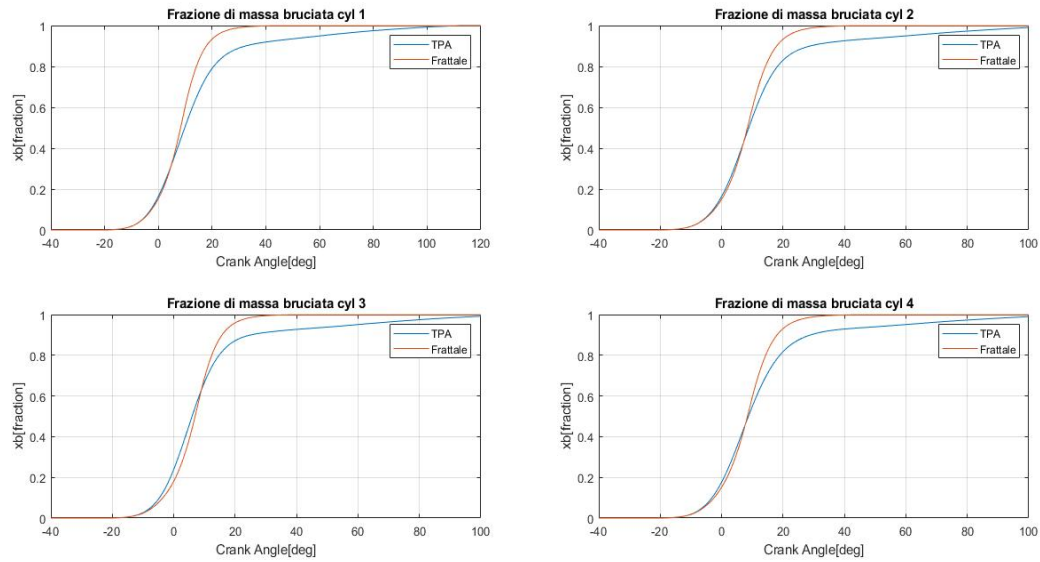 Frazione di massa bruciata cyl 1
1
0.8
0.6
0.4
0.2
0
xb[fraction]
TPA
Frattale
-40 -20 0 20 40 60 80 100 120
Crank Angle[deg]
Frazione di massa bruciata cyl 2
1
0.8
0.6
0.4
0.2
0
xb[fraction]
TPA
Frattale
-40 -20 0 20 40 60 80 100
Crank Angle[deg]
Frazione di massa bruciata cyl 3
1
0.8
0.6
0.4
0.2
0
xb[fraction]
TPA
Frattale
-40 -20 0 20 40 60 80 100
Crank Angle[deg]
Frazione di massa bruciata cyl 4
1
0.8
0.6
0.4
0.2
0
xb[fraction]
TPA
Frattale
-40 -20 0 20 40 60 80 100
Crank Angle[deg]